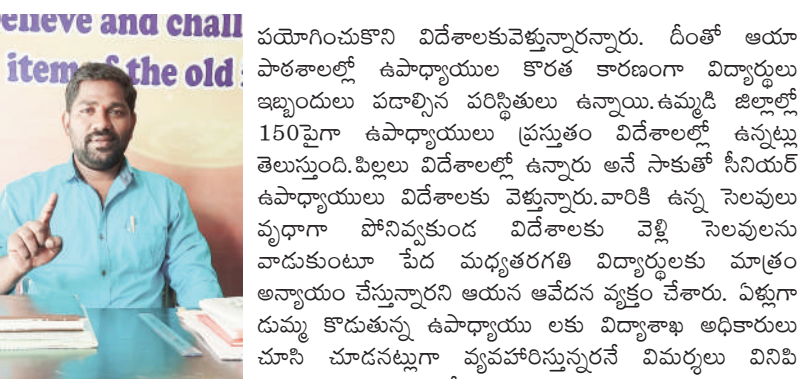 elieve and chall
item of the old
పయోగించుకొని విదేశాలకువెళ్తున్నారన్నారు. దీంతో ఆయా
పాఠశాలల్లో ఉపాధ్యాయుల కొరత కారణంగా విద్యార్థులు
ఇబ్బందులు పడాల్సిన పరిస్థితులు ఉన్నాయి.ఉమ్మడి జిల్లాల్లో
150పైగా ఉపాధ్యాయులు ప్రస్తుతం విదేశాలల్లో ఉన్నట్లు
తెలుస్తుంది.పిల్లలు విదేశాలల్లో ఉన్నారు అనే సాకుతో సీనియర్
ఉపాధ్యాయులు విదేశాలకు వెళ్తున్నారు.వారికి ఉన్న సెలవులు
వృధాగా పోనివ్వకుండ విదేశాలకు వెళ్లి సెలవులను
వాడుకుంటూ పేద మధ్యతరగతి విద్యార్థులకు మాత్రం
అన్యాయం చేస్తున్నారని ఆయన ఆవేదన వ్యక్తం చేశారు. ఏళ్లుగా
డుమ్మ కొడుతున్న ఉపాధ్యాయు లకు విద్యాశాఖ అధికారులు
చూసి చూడనట్లుగా వ్యవహారిస్తున్నరనే విమర్శలు వినిపి